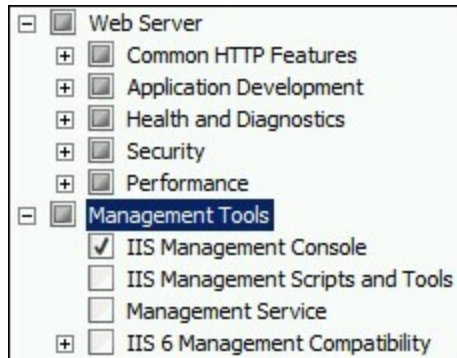 Web Server
Common HTTP Features
Application Development
Health and Diagnostics
Security
Performance
Management Tools
IIS Management Console
IIS Management Scripts and Tools
Management Service
IIS 6 Management Compatibility